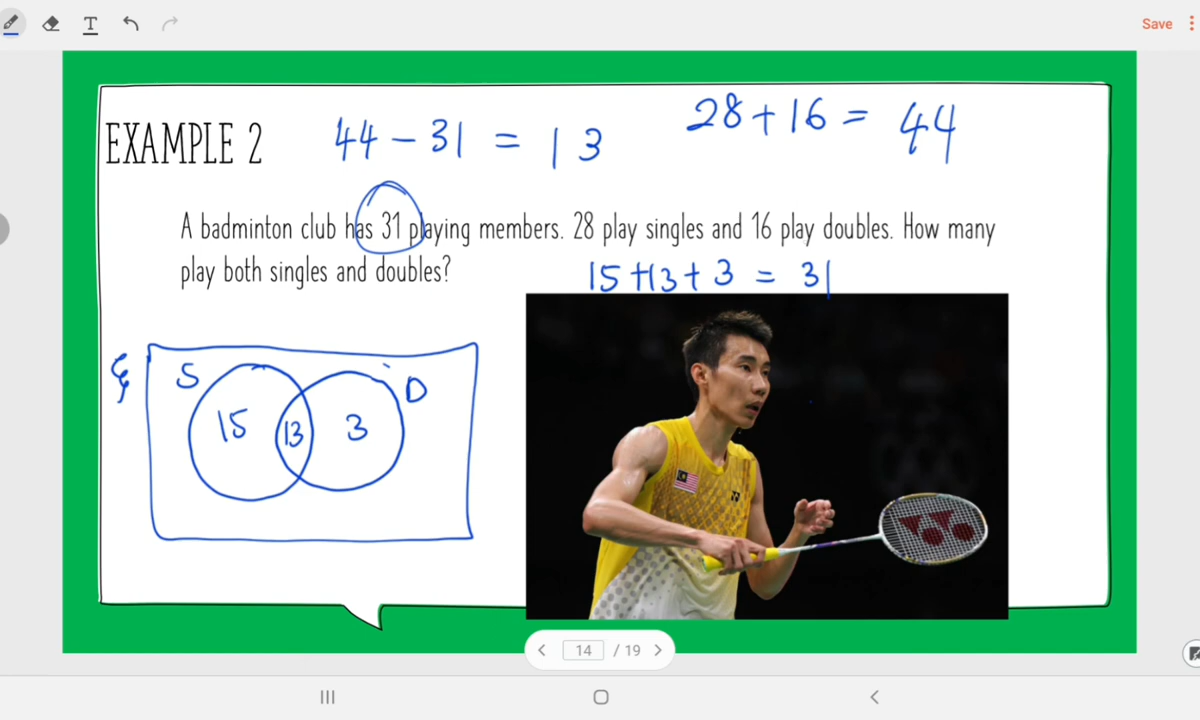 T Save
EXAMPLE 2 44 - 31 = 13 28 + 16 = 44
A badminton club has 31 playing members. 28 play singles and 16 play doubles. How many
play both singles and doubles?
15 + 13 + 3 = 31
ξ S D
15 13 3
14 / 19